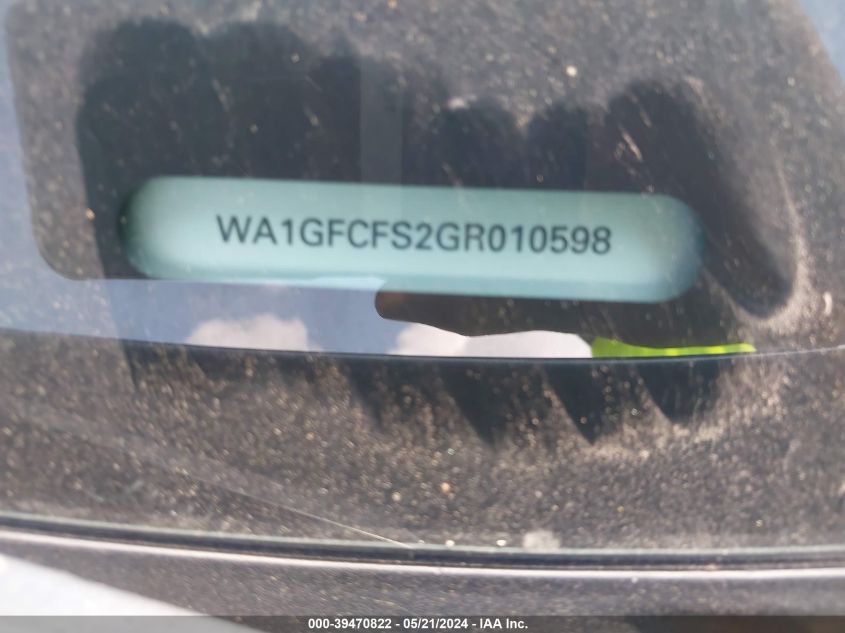 WA1GFCFS2GR010598
000-39470822 - 05/21/2024 - IAA Inc.